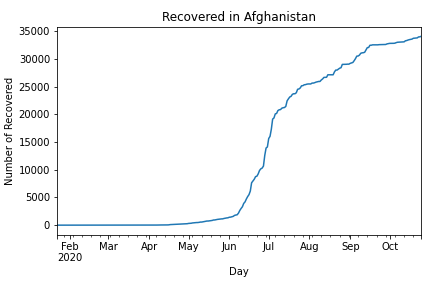 Recovered in Afghanistan
35000
30000
25000
20000
15000
10000
5000
0
Number of Recovered
Feb Mar Apr May Jun Jul Aug Sep Oct
2020
Day